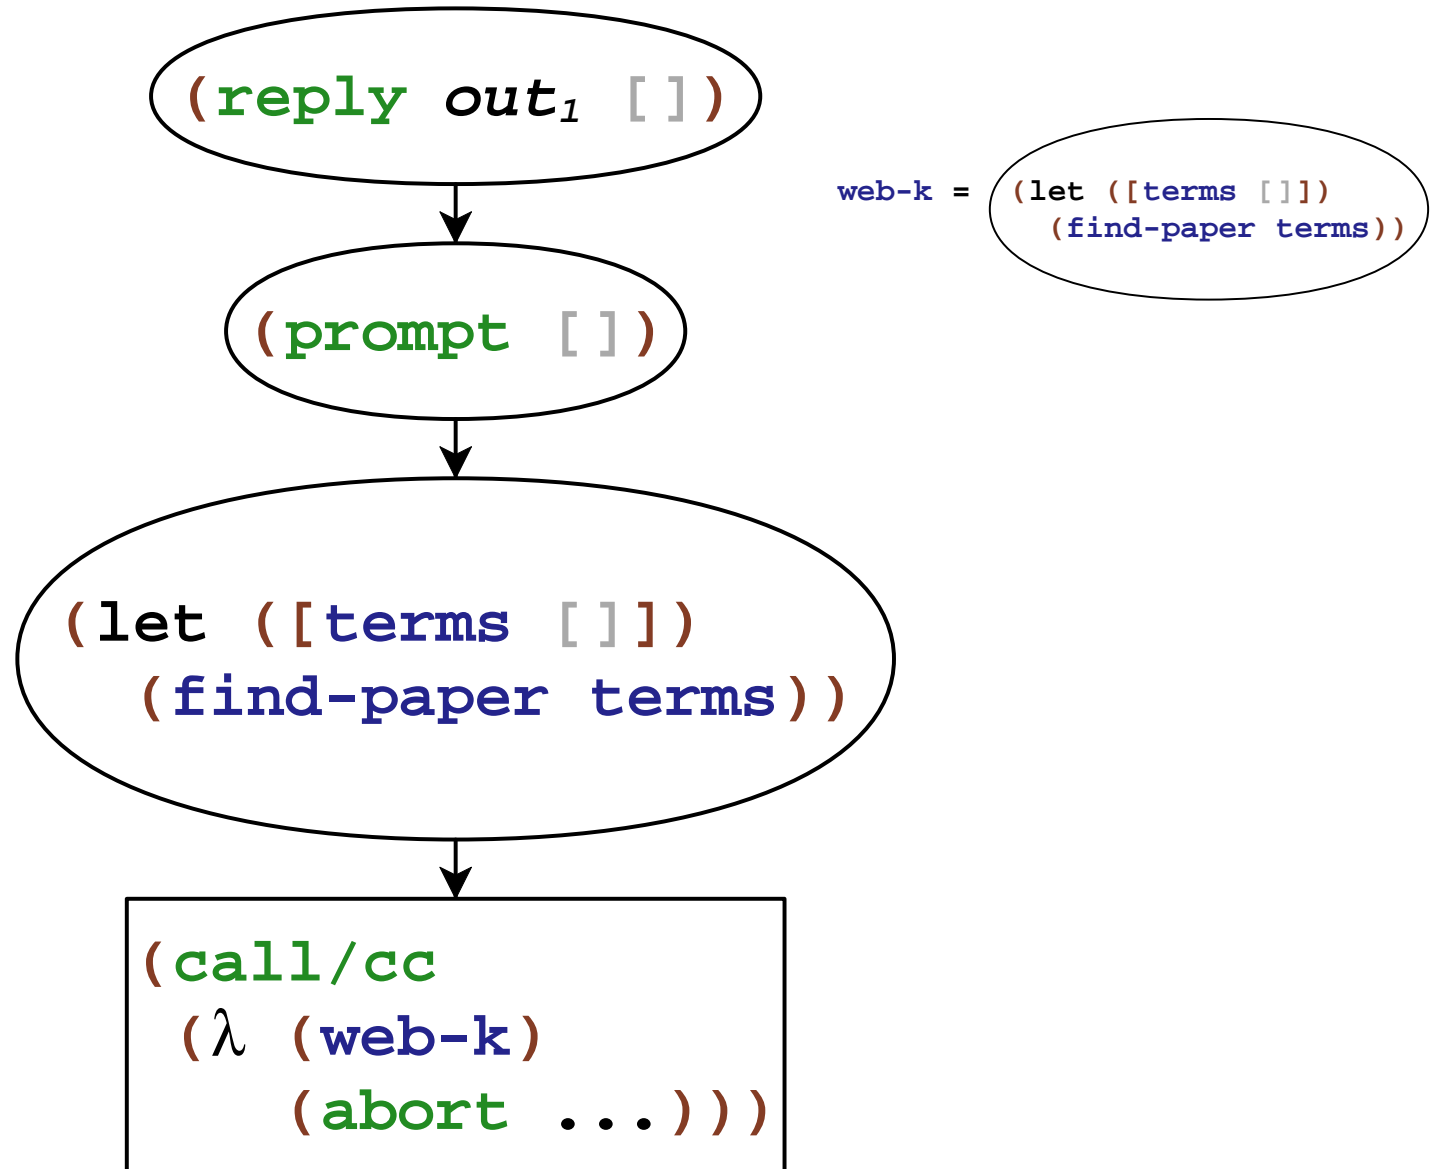 (reply out₁ [])
web-k = (let ([terms []])
(find-paper terms))
(prompt [])
(let ([terms []])
(find-paper terms))
(call/cc
(λ (web-k)
(abort ...)))